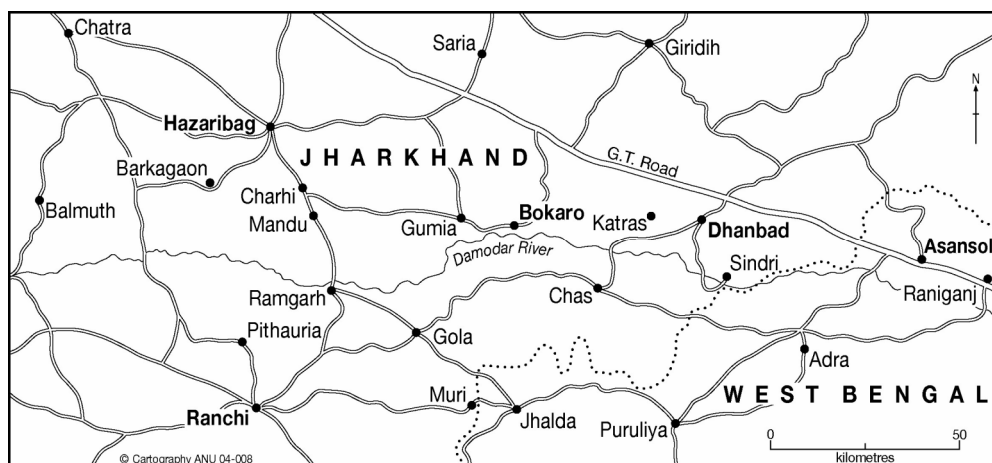 Chatra
Saria
Giridih
N
Hazaribag
JHARKHAND
G.T. Road
Barkagaon
Charhi
Balmuth
Mandu
Gumia
Bokaro
Katras
Dhanbad
Damodar River
Asansol
Sindri
Ramgarh
Chas
Raniganj
Pithauria
Gola
Adra
Muri
WEST BENGAL
Ranchi
Jhalda
Puruliya
0 50
kilometres
© Cartography ANU 04-008